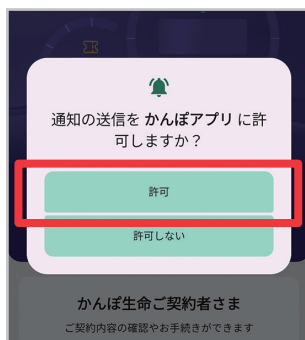 通知の送信を かんぽアプリ に許
可しますか？
許可
許可しない
かんぽ生命ご契約者さま
ご契約内容の確認やお手続きができます